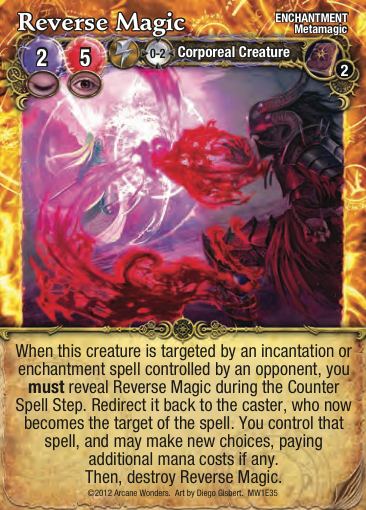 Reverse Magic
ENCHANTMENT
Metamagic
2
5
0-2
Corporeal Creature
2
When this creature is targeted by an incantation or
enchantment spell controlled by an opponent, you
must reveal Reverse Magic during the Counter
Spell Step. Redirect it back to the caster, who now
becomes the target of the spell. You control that
spell, and may make new choices, paying
additional mana costs if any.
Then, destroy Reverse Magic.
©2012 Arcane Wonders. Art by Diego Gisbert. MW1E35